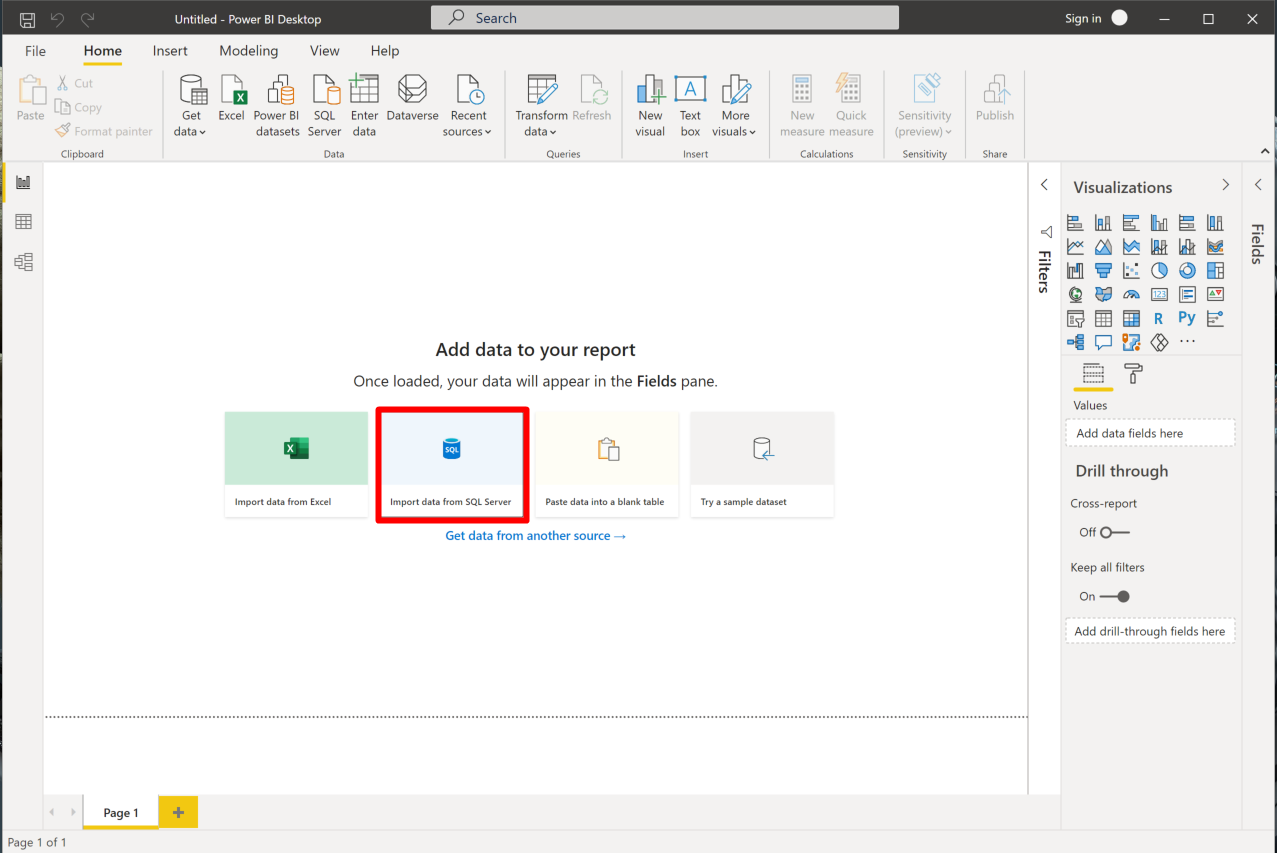 Untitled - Power BI Desktop
Search
Sign in
File Home Insert Modeling View Help
Paste
Cut
Copy
Format painter
Clipboard
Get data
Excel
Power BI datasets
SQL Server
Enter data
Dataverse
Recent sources
Data
Transform data
Refresh
Queries
New visual
Text box
More visuals
Insert
New measure
Quick measure
Calculations
Sensitivity (preview)
Sensitivity
Publish
Share
Add data to your report
Once loaded, your data will appear in the Fields pane.
SQL
Import data from Excel
Import data from SQL Server
Paste data into a blank table
Try a sample dataset
Get data from another source →
Filters
Visualizations
123
R
Py
Values
Add data fields here
Drill through
Cross-report
Off
Keep all filters
On
Add drill-through fields here
Fields
Page 1
Page 1 of 1